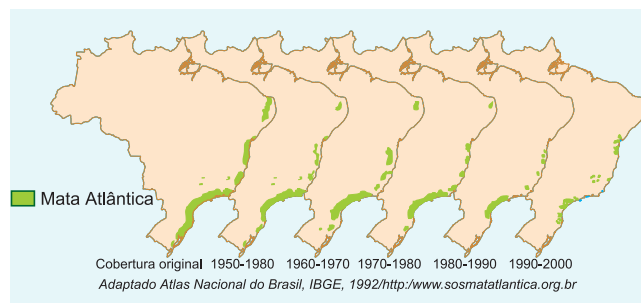 Mata Atlântica
Cobertura original 1950-1980 1960-1970 1970-1980 1980-1990 1990-2000
Adaptado Atlas Nacional do Brasil, IBGE, 1992/http:/www.sosmatatlantica.org.br